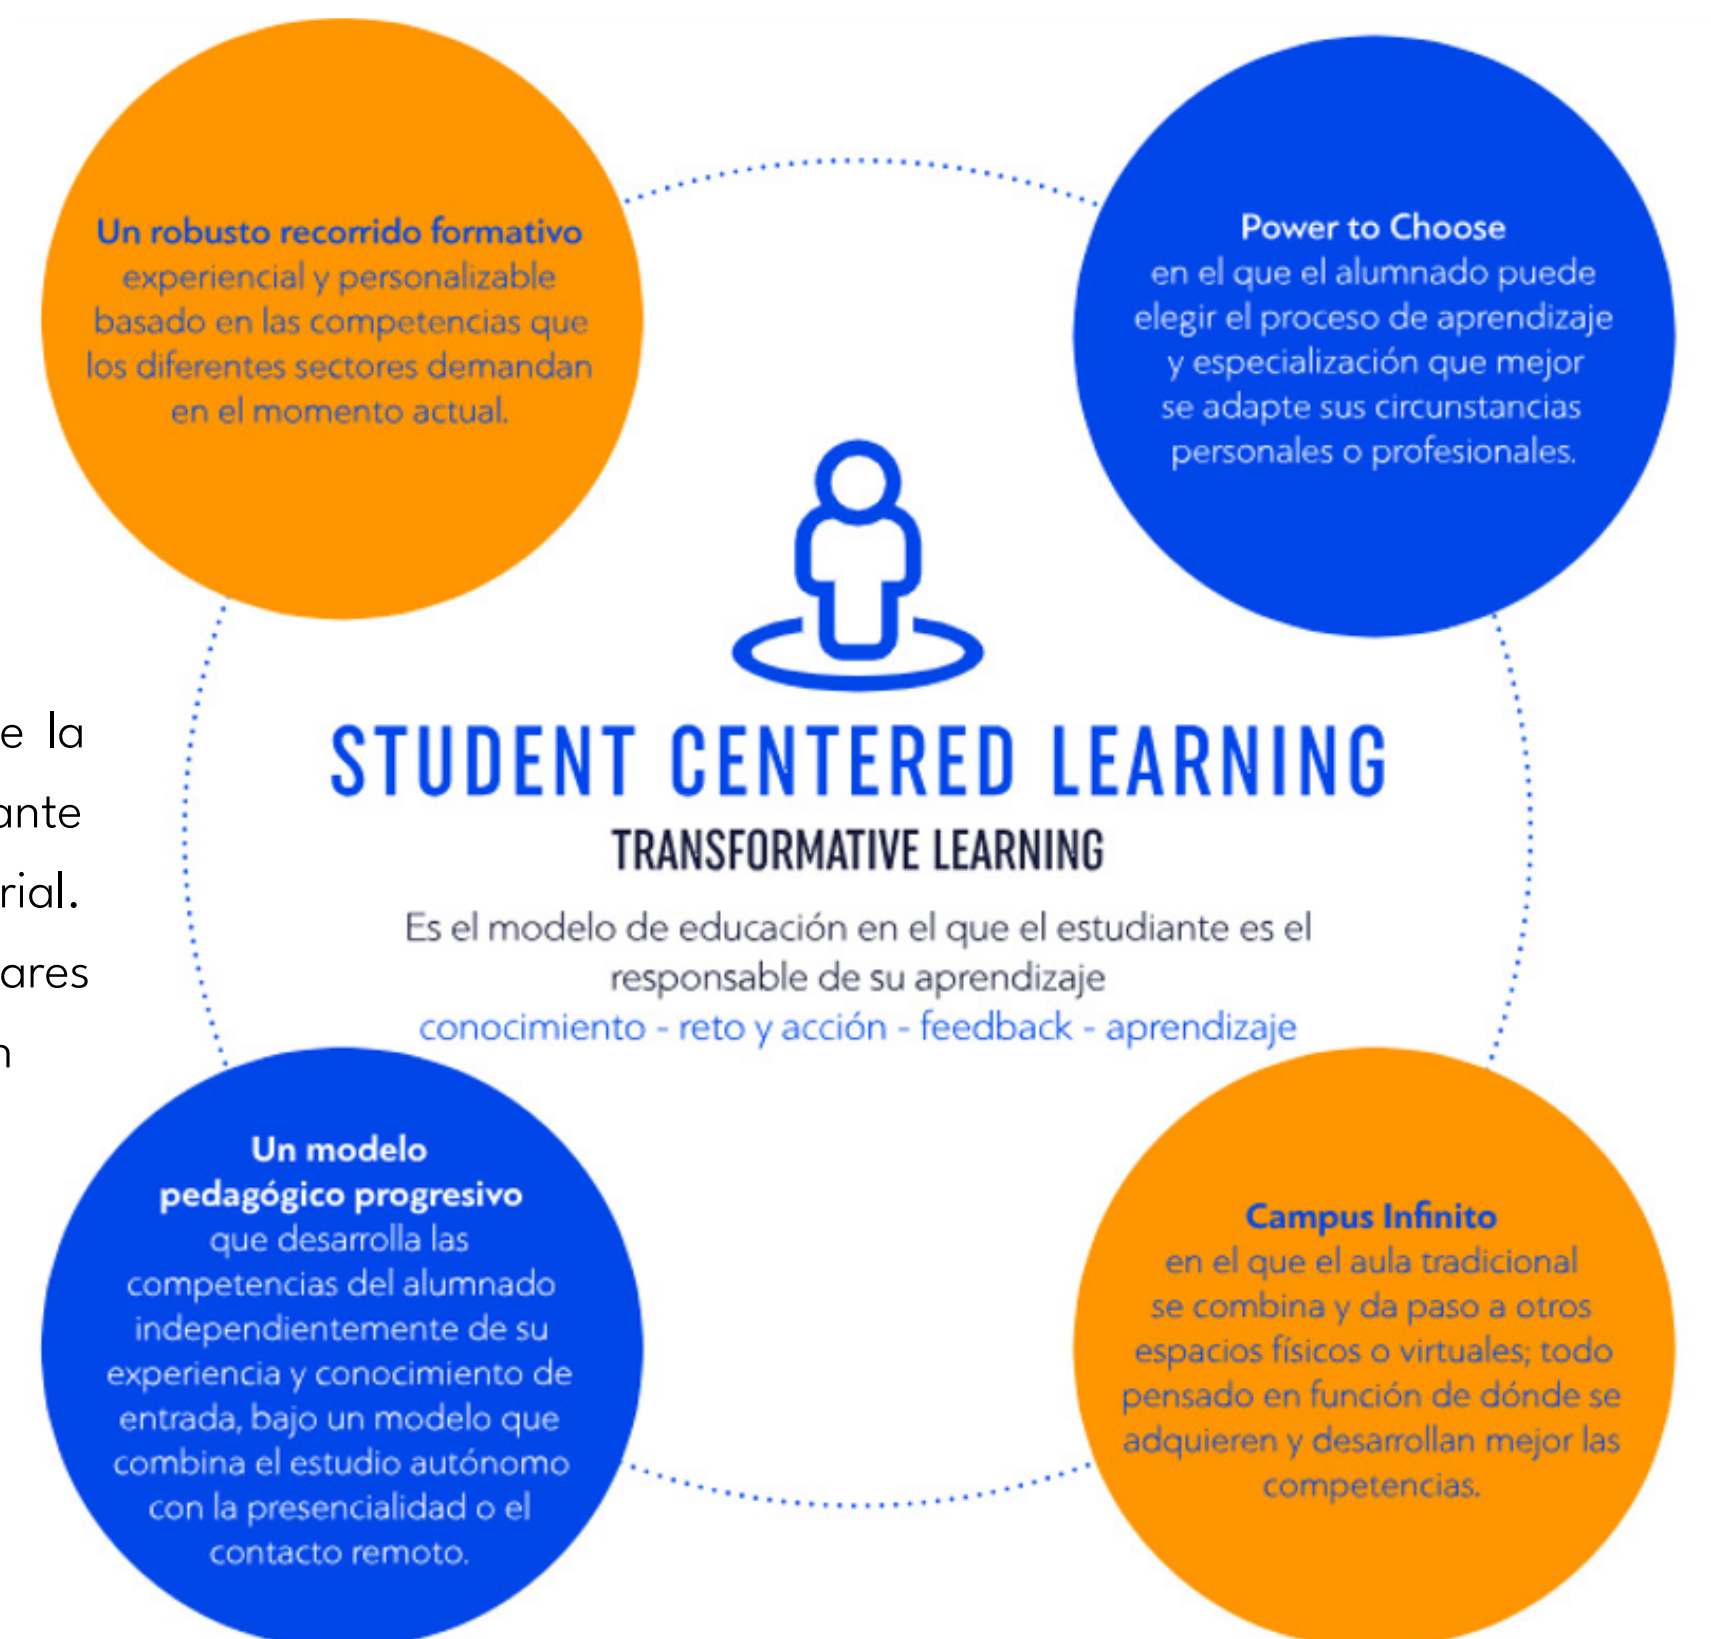 Un robusto recorrido formativo
experiencial y personalizable
basado en las competencias que
los diferentes sectores demandan
en el momento actual.
Power to Choose
en el que el alumnado puede
elegir el proceso de aprendizaje
y especialización que mejor
se adapte sus circunstancias
personales o profesionales.
e la
ante
rial.
ares
n
STUDENT CENTERED LEARNING
TRANSFORMATIVE LEARNING
Es el modelo de educación en el que el estudiante es el
responsable de su aprendizaje
conocimiento - reto y acción - feedback - aprendizaje
Un modelo
pedagógico progresivo
que desarrolla las
competencias del alumnado
independientemente de su
experiencia y conocimiento de
entrada, bajo un modelo que
combina el estudio autónomo
con la presencialidad o el
contacto remoto.
Campus Infinito
en el que el aula tradicional
se combina y da paso a otros
espacios físicos o virtuales; todo
pensado en función de dónde se
adquieren y desarrollan mejor las
competencias.